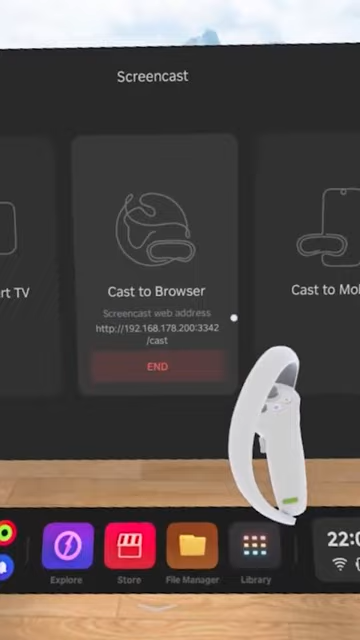 Screencast
rt TV
Cast to Browser
Cast to Mob
Screencast web address
http://192.168.178.200:3342
/cast
END
22:0
Explore
Store
File Manager
Library